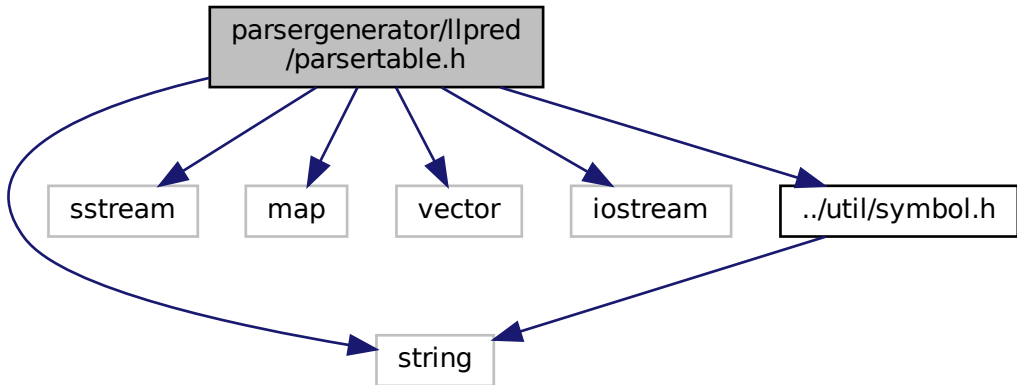 parsergenerator/llpred
/parsertable.h
sstream
map
vector
iostream
../util/symbol.h
string